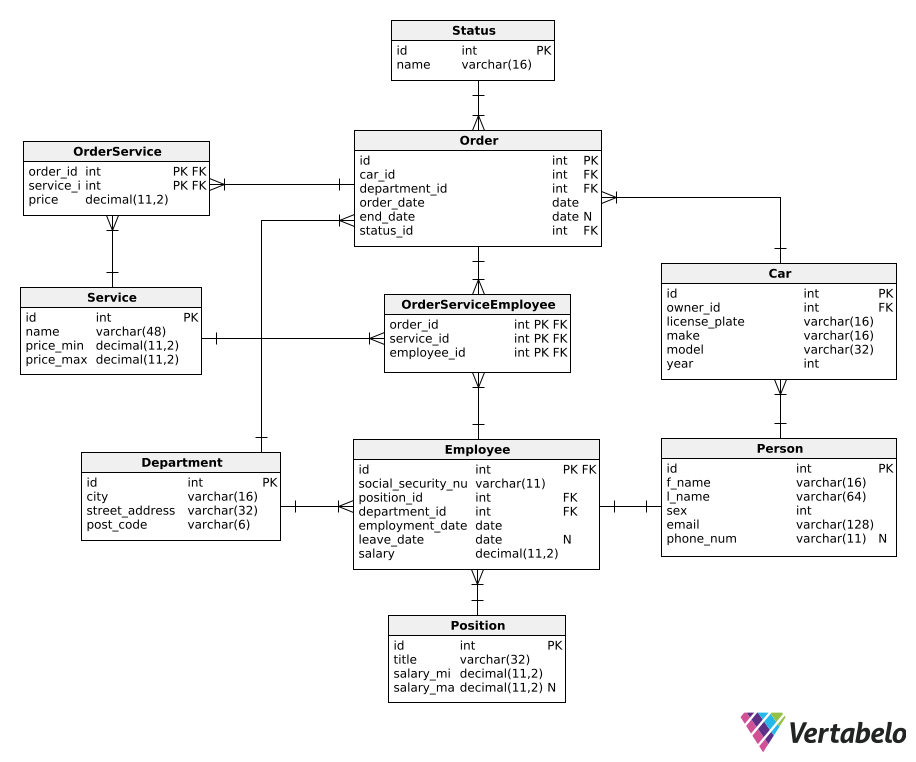 Status
id int PK
name varchar(16)
Order
id int PK
car_id int FK
department_id int FK
order_date date
end_date date N
status_id int FK
OrderService
order_id int PK FK
service_i int PK FK
price decimal(11,2)
Service
id int PK
name varchar(48)
price_min decimal(11,2)
price_max decimal(11,2)
OrderServiceEmployee
order_id int PK FK
service_id int PK FK
employee_id int PK FK
Car
id int PK
owner_id int FK
license_plate varchar(16)
make varchar(16)
model varchar(32)
year int
Department
id int PK
city varchar(16)
street_address varchar(32)
post_code varchar(6)
Employee
id int PK FK
social_security_nu varchar(11)
position_id int FK
department_id int FK
employment_date date
leave_date date N
salary decimal(11,2)
Person
id int PK
f_name varchar(16)
l_name varchar(64)
sex int
email varchar(128)
phone_num varchar(11) N
Position
id int PK
title varchar(32)
salary_mi decimal(11,2)
salary_ma decimal(11,2) N
Vertabelo